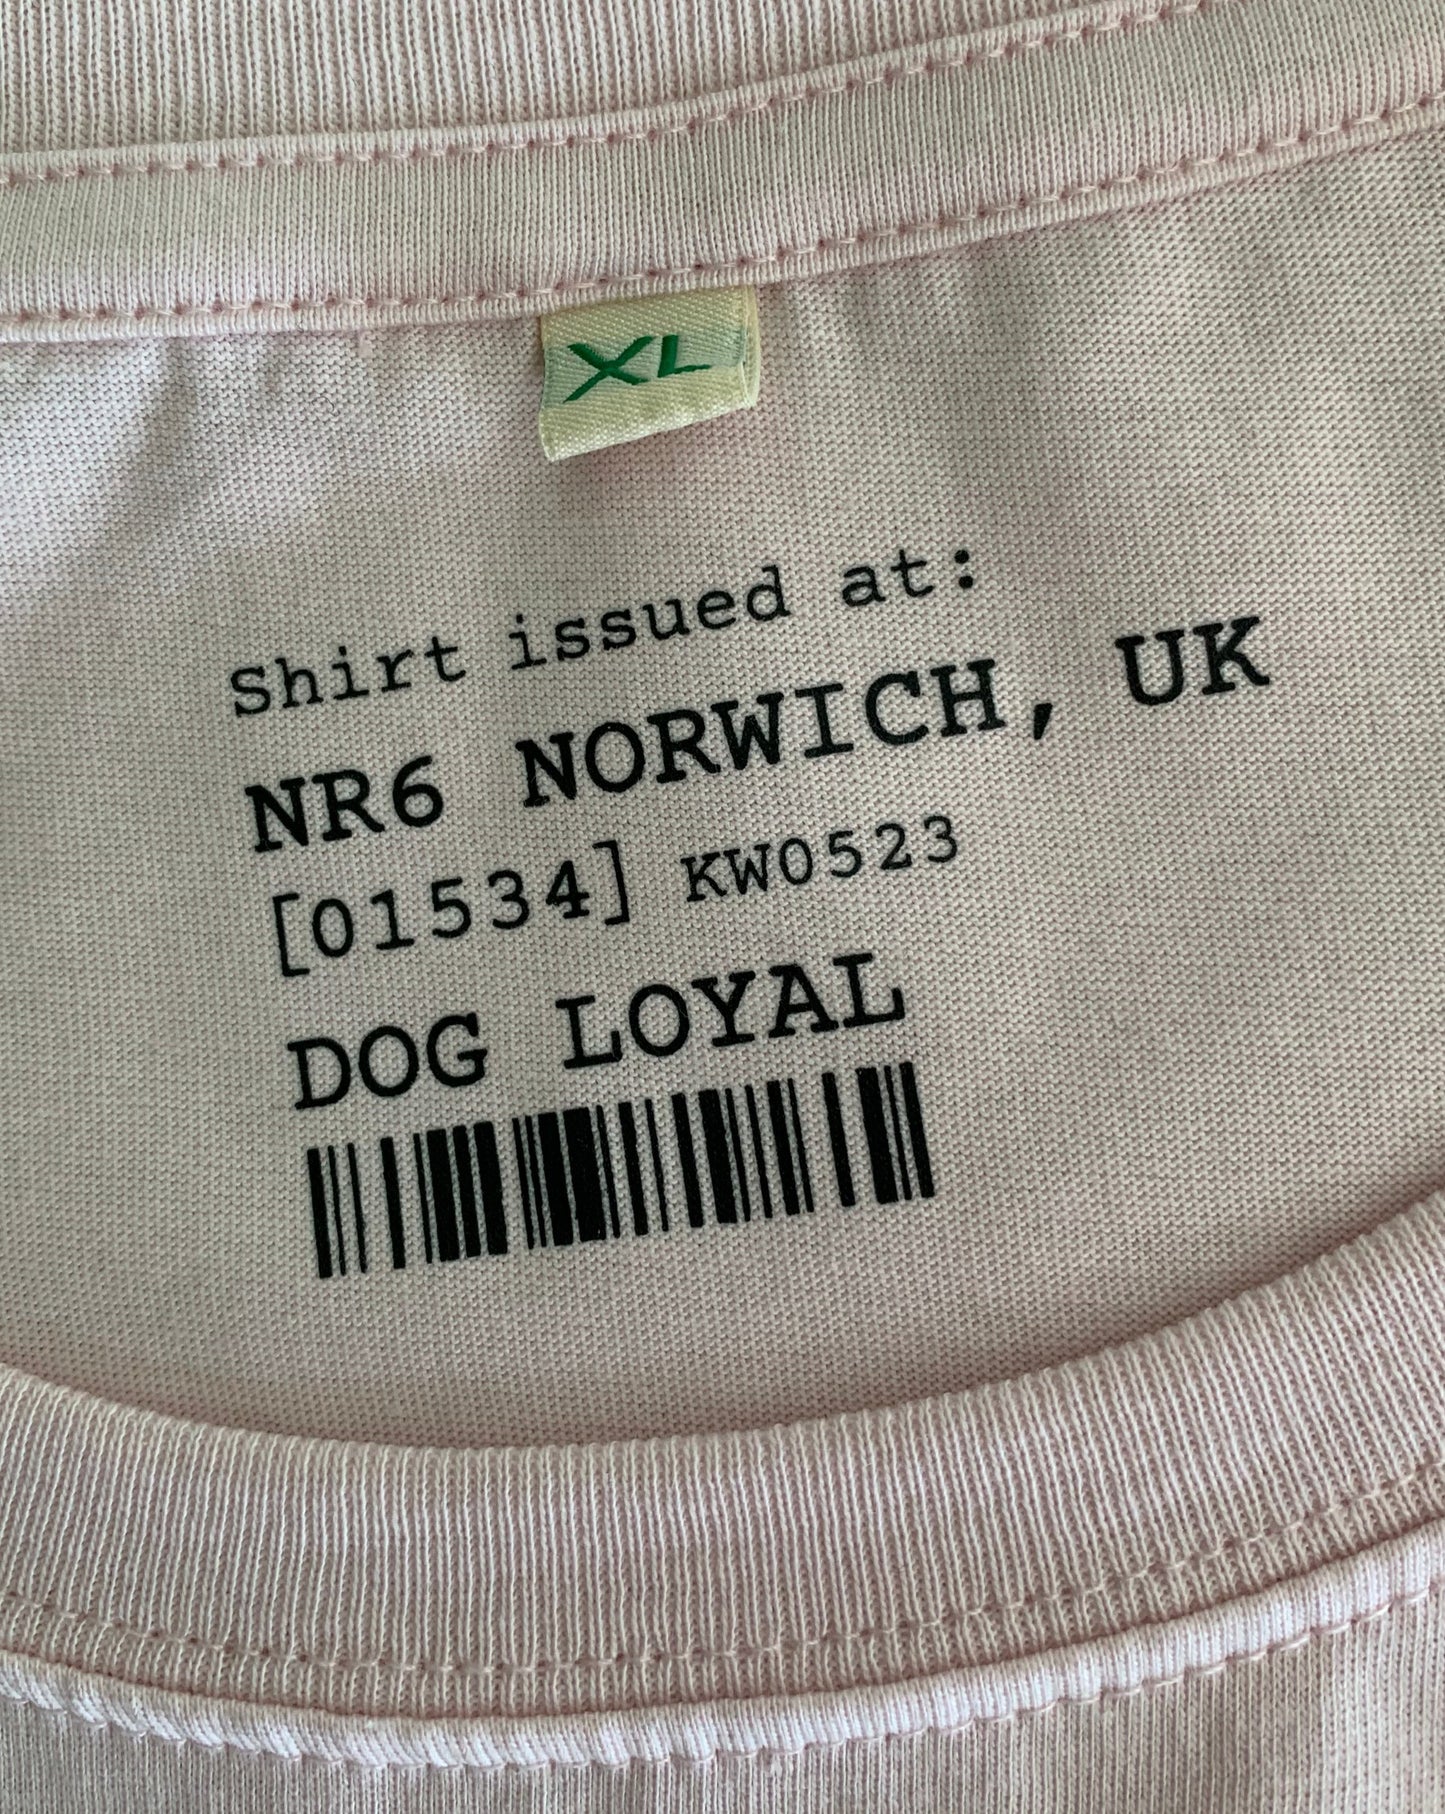 XL
Shirt issued at:
NR6 NORWICH, UK
[01534] KW0523
DOG LOYAL